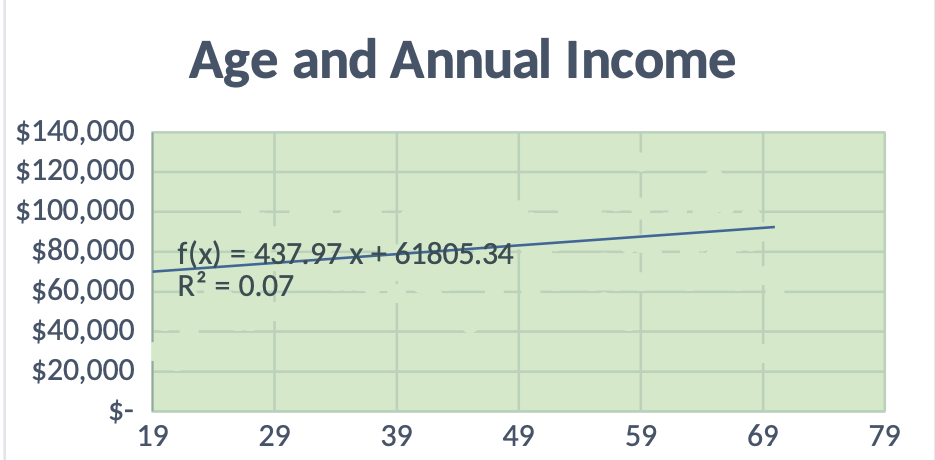 Age and Annual Income
$140,000
$120,000
$100,000
$80,000
f(x) = 437.97 x + 61805.34
R² = 0.07
$60,000
$40,000
$20,000
$-
19 29 39 49 59 69 79